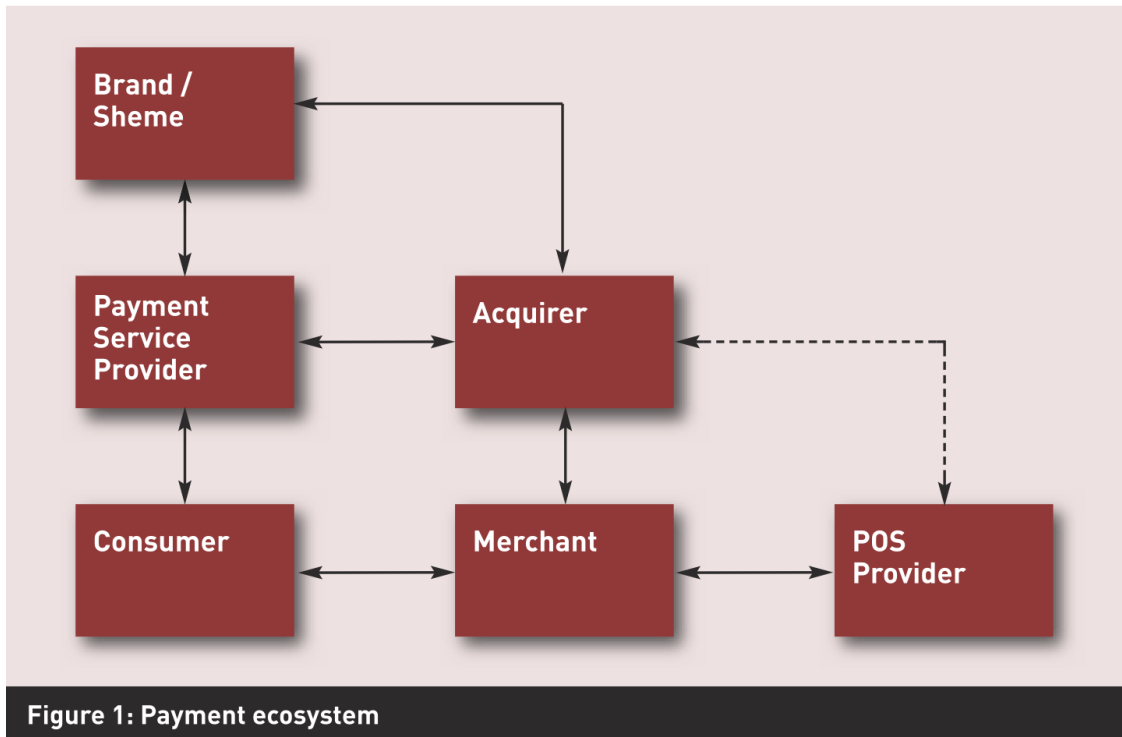 Brand /
Sheme
Payment
Service
Provider
Acquirer
Consumer
Merchant
POS
Provider
Figure 1: Payment ecosystem